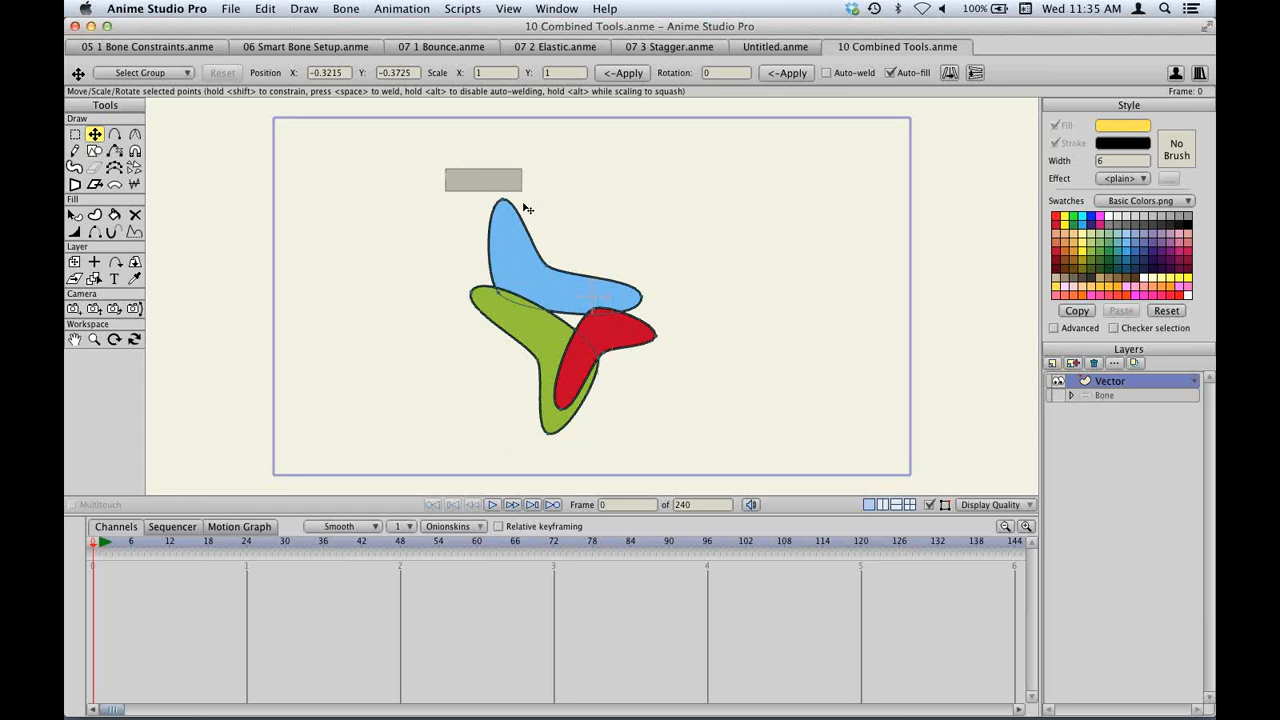 Anime Studio Pro File Edit Draw Bone Animation Scripts View Window Help 100% Wed 11:35 AM
10 Combined Tools.anme – Anime Studio Pro
05 1 Bone Constraints.anme 06 Smart Bone Setup.anme 07 1 Bounce.anme 07 2 Elastic.anme 07 3 Stagger.anme Untitled.anme 10 Combined Tools.anme
Select Group Reset Position X: -0.3215 Y: -0.3725 Scale X: 1 Y: 1 <-Apply Rotation: 0 <-Apply Auto-weld Auto-fill
Move/Scale/Rotate selected points (hold <shift> to constrain, press <space> to weld, hold <alt> to disable auto-welding, hold <alt> while scaling to squash) Frame: 0
Tools
Draw
Fill
Layer
Camera
Workspace
Style
Fill
Stroke
No Brush
Width 6
Effect <plain> ...
Swatches Basic Colors.png
Copy Paste Reset
Advanced Checker selection
Layers
Vector
Bone
Multitouch Frame 0 of 240 Display Quality
Channels Sequencer Motion Graph Smooth 1 Onionskins Relative keyframing
0 6 12 18 24 30 36 42 48 54 60 66 72 78 84 90 96 102 108 114 120 126 132 138 144
0 1 2 3 4 5 6